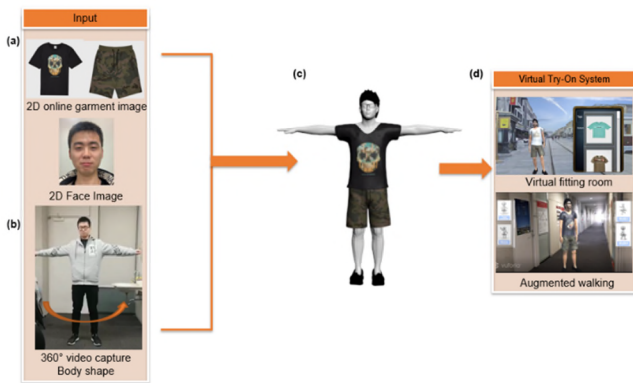 Input
(a)
2D online garment image
2D Face Image
(b)
360° video capture
Body shape
(c)
(d)
Virtual Try-On System
Virtual fitting room
Augmented walking